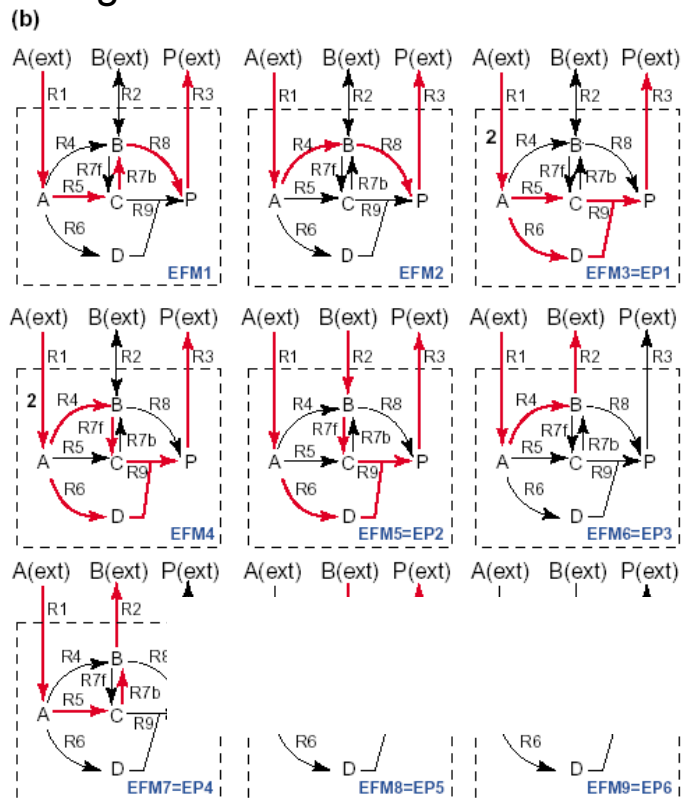 (b)
A(ext) B(ext) P(ext) A(ext) B(ext) P(ext) A(ext) B(ext) P(ext)
R1 R2 R3 R1 R2 R3 R1 R2 R3
R4 B R8 R4 B R8 2 R4 B R8
R7f R7b R7f R7b R7f R7b
A R5 C R9 P A R5 C R9 P A R5 C R9 P
R6 D R6 D R6 D
EFM1 EFM2 EFM3=EP1
A(ext) B(ext) P(ext) A(ext) B(ext) P(ext) A(ext) B(ext) P(ext)
R1 R2 R3 R1 R2 R3 R1 R2 R3
2 R4 B R8 R4 B R8 R4 B R8
R7f R7b R7f R7b R7f R7b
A R5 C R9 P A R5 C R9 P A R5 C R9 P
R6 D R6 D R6 D
EFM4 EFM5=EP2 EFM6=EP3
A(ext) B(ext) P(ext) A(ext) B(ext) P(ext) A(ext) B(ext) P(ext)
R1 R2
R4 B
R7f R7b
A R5 C R9
R6 D R6 D R6 D
EFM7=EP4 EFM8=EP5 EFM9=EP6